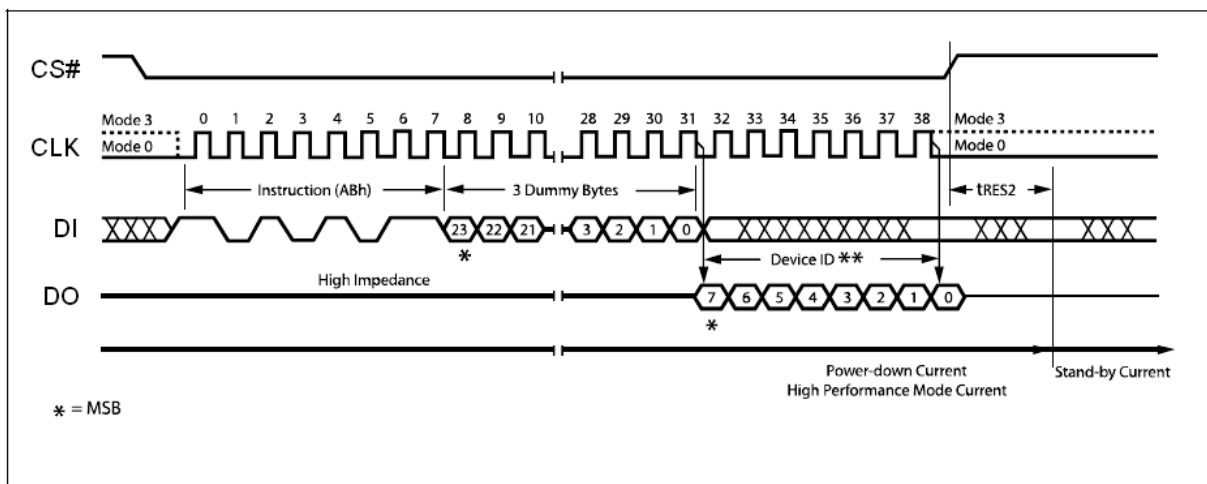 CS#
Mode 3 0 1 2 3 4 5 6 7 8 9 10 28 29 30 31 32 33 34 35 36 37 38 Mode 3
CLK Mode 0 Mode 0
Instruction (ABh) 3 Dummy Bytes tRES2
DI 23 22 21 3 2 1 0
* Device ID **
High Impedance
DO 7 6 5 4 3 2 1 0
*
Power-down Current Stand-by Current
High Performance Mode Current
* = MSB